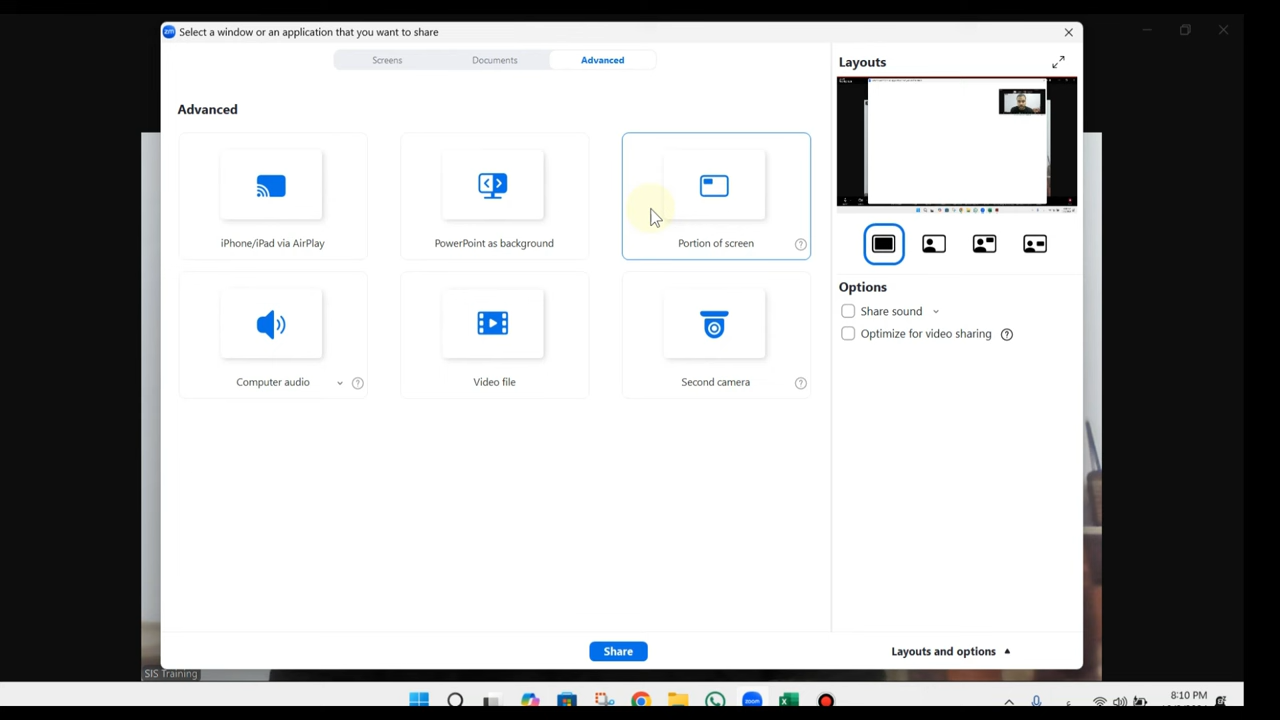 zm Select a window or an application that you want to share
Screens Documents Advanced
Advanced
iPhone/iPad via AirPlay
PowerPoint as background
Portion of screen
Computer audio
Video file
Second camera
Layouts
Options
Share sound
Optimize for video sharing
Share
Layouts and options
SIS Training
zoom
8:10 PM